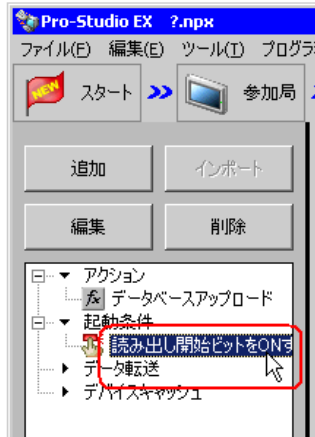 Pro-Studio EX ?.npx
ファイル(F) 編集(E) ツール(T) プログラ
NEW スタート 参加局
追加 インポート
編集 削除
アクション
fx データベースアップロード
起動条件
読み出し開始ビットをONす
データ転送
デバイスキャッシュ